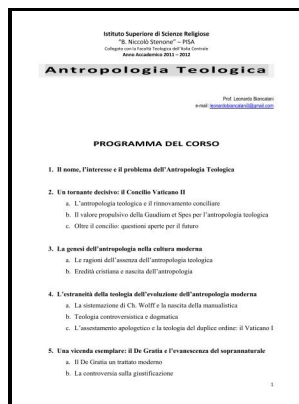 Istituto Superiore di Scienze Religiose
"B. Niccolò Stenone" – PISA
Collegato con la Facoltà Teologica dell'Italia Centrale
Anno Accademico 2011 – 2012
Antropologia Teologica
Prof. Leonardo Biancalani
e-mail: leonardobiancalani9@gmail.com
PROGRAMMA DEL CORSO
1. Il nome, l'interesse e il problema dell'Antropologia Teologica
2. Un tornante decisivo: il Concilio Vaticano II
a. L'antropologia teologica e il rinnovamento conciliare
b. Il valore propulsivo della Gaudium et Spes per l'antropologia teologica
c. Oltre il concilio: questioni aperte per il futuro
3. La genesi dell'antropologia nella cultura moderna
a. Le ragioni dell'assenza dell'antropologia teologica
b. Eredità cristiana e nascita dell'antropologia
4. L'estraneità della teologia dell'evoluzione dell'antropologia moderna
a. La sistemazione di Ch. Wolff e la nascita della manualistica
b. Teologia controversistica e dogmatica
c. L'assestamento apologetico e la teologia del duplice ordine: il Vaticano I
5. Una vicenda esemplare: il De Gratia e l'evanescenza del soprannaturale
a. Il De Gratia un trattato moderno
b. La controversia sulla giustificazione
1